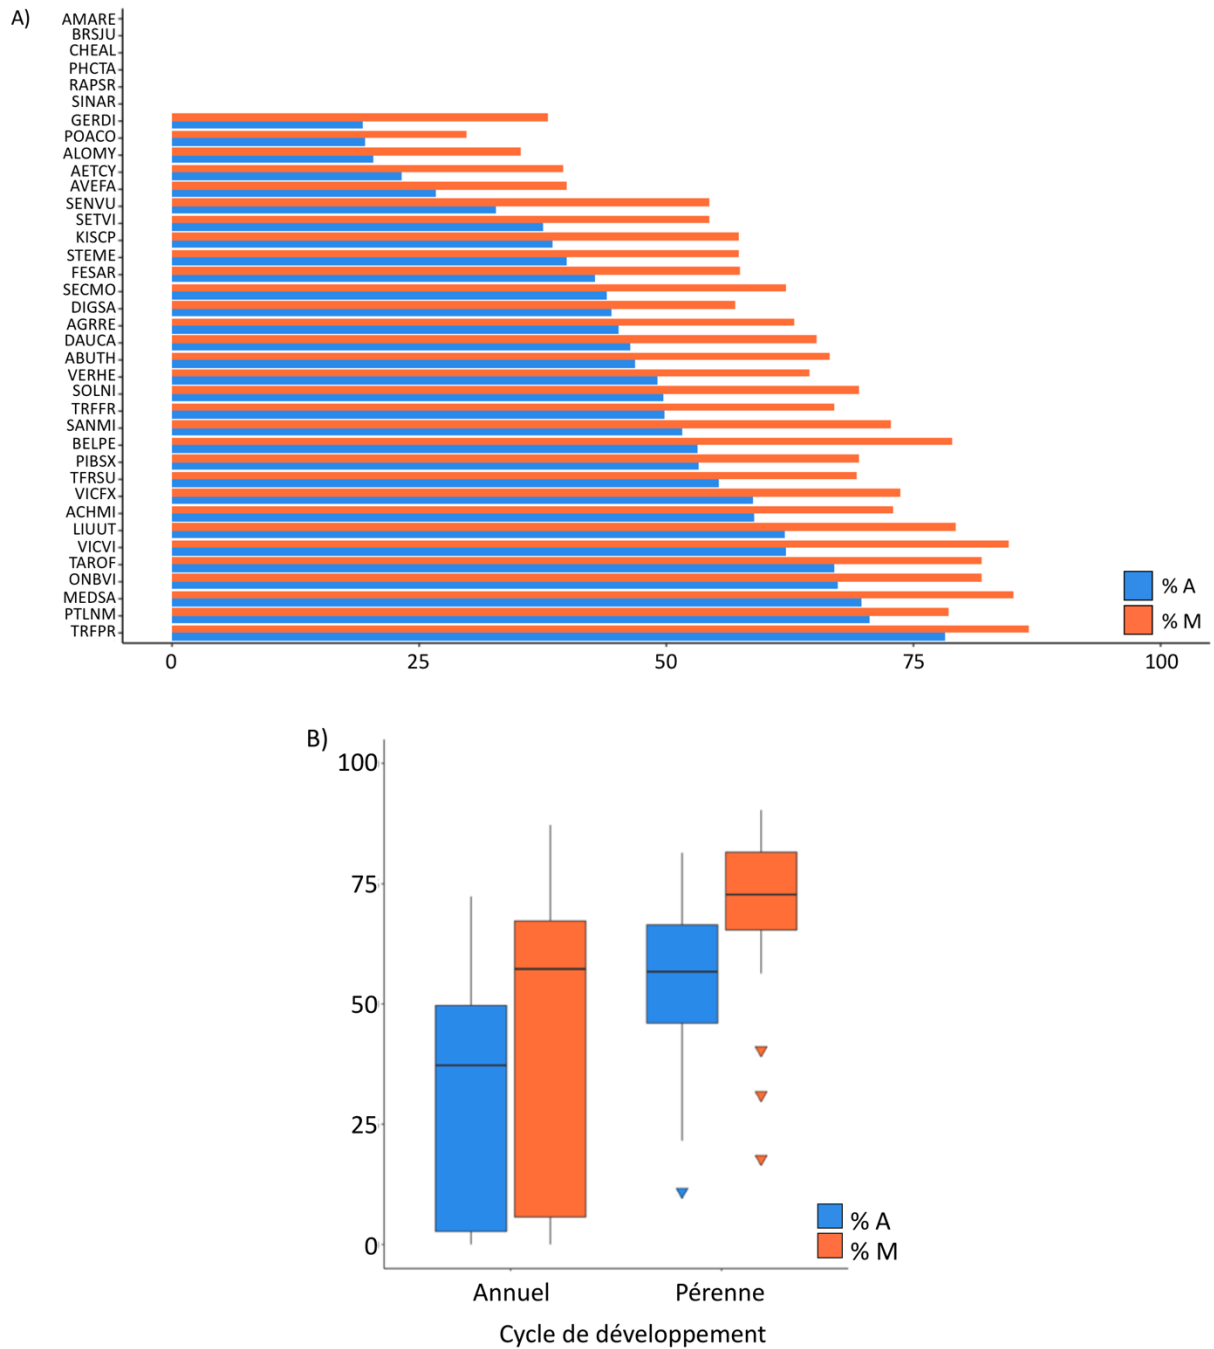 A)
AMARE
BRSJU
CHEAL
PHCTA
RAPSR
SINAR
GERDI
POACO
ALOMY
AETCY
AVEFA
SENVU
SETVI
KISCP
STEME
FESAR
SECMO
DIGSA
AGRRE
DAUCA
ABUTH
VERHE
SOLNI
TRFFR
SANMI
BELPE
PIBSX
TFRSU
VICFX
ACHMI
LIUUT
VICVI
TAROF
ONBVI
MEDSA
PTLNM
TRFPR
% A
% M
0 25 50 75 100
B)
100
75
50
25
0
% A
% M
Annuel Pérenne
Cycle de développement